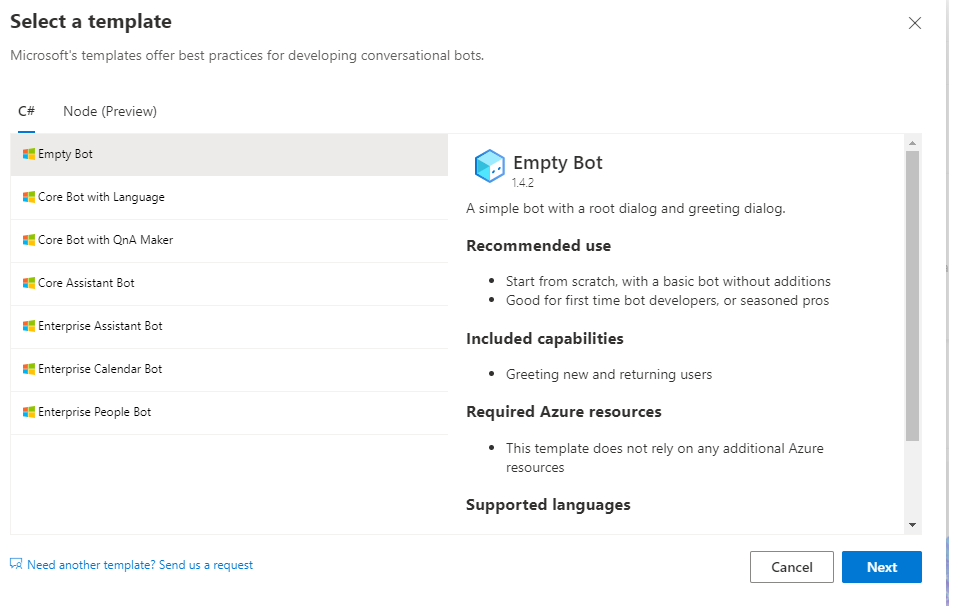 Select a template
Microsoft's templates offer best practices for developing conversational bots.
C# Node (Preview)
Empty Bot
Core Bot with Language
Core Bot with QnA Maker
Core Assistant Bot
Enterprise Assistant Bot
Enterprise Calendar Bot
Enterprise People Bot
Empty Bot
1.4.2
A simple bot with a root dialog and greeting dialog.
Recommended use
Start from scratch, with a basic bot without additions
Good for first time bot developers, or seasoned pros
Included capabilities
Greeting new and returning users
Required Azure resources
This template does not rely on any additional Azure
resources
Supported languages
Need another template? Send us a request
Cancel Next